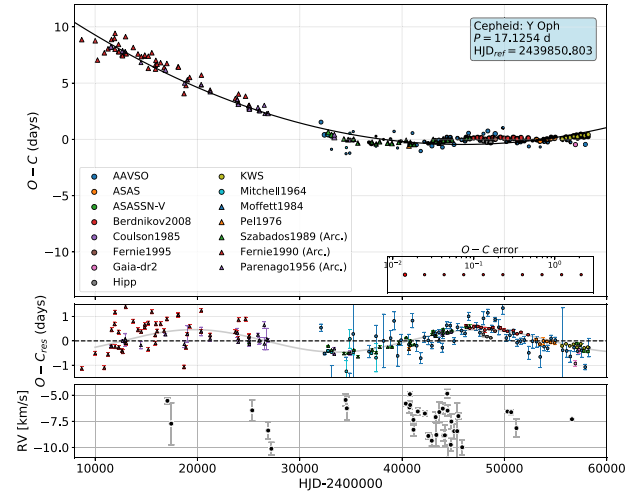 Cepheid: Y Oph
P = 17.1254 d
HJD_ref = 2439850.803
10
5
0
−5
−10
O − C (days)
AAVSO
ASAS
ASASSN-V
Berdnikov2008
Coulson1985
Fernie1995
Gaia-dr2
Hipp
KWS
Mitchell1964
Moffett1984
Pel1976
Szabados1989 (Arc.)
Fernie1990 (Arc.)
Parenago1956 (Arc.)
O − C error
10^−2 10^−1 10^0
1
0
−1
O − C_res (days)
−5.0
−7.5
−10.0
RV [km/s]
10000 20000 30000 40000 50000 60000
HJD-2400000